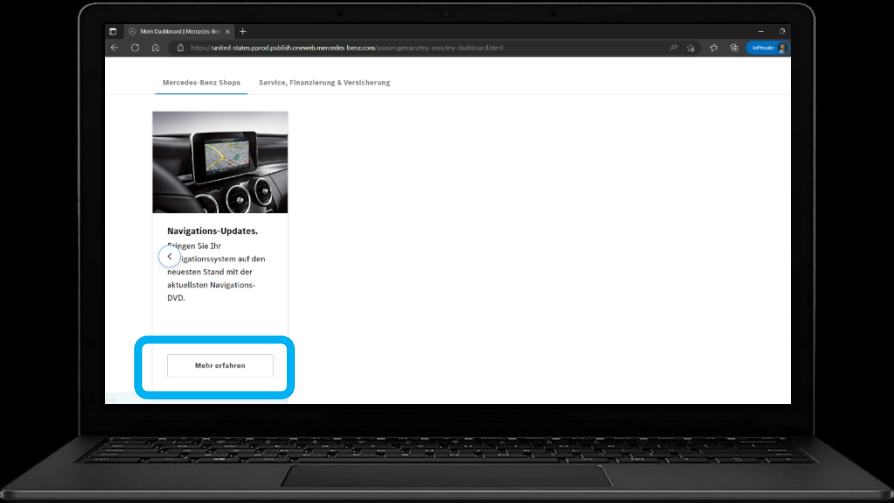 Mein Dashboard | Mercedes-Ben
https://united-states.pprod.publish.oneweb.mercedes-benz.com/passengercars/my-area/my-dashboard.html
InPrivate
Mercedes-Benz Shops
Service, Finanzierung & Versicherung
Navigations-Updates.
Bringen Sie Ihr
igationssystem auf den
neuesten Stand mit der
aktuellsten Navigations-
DVD.
Mehr erfahren